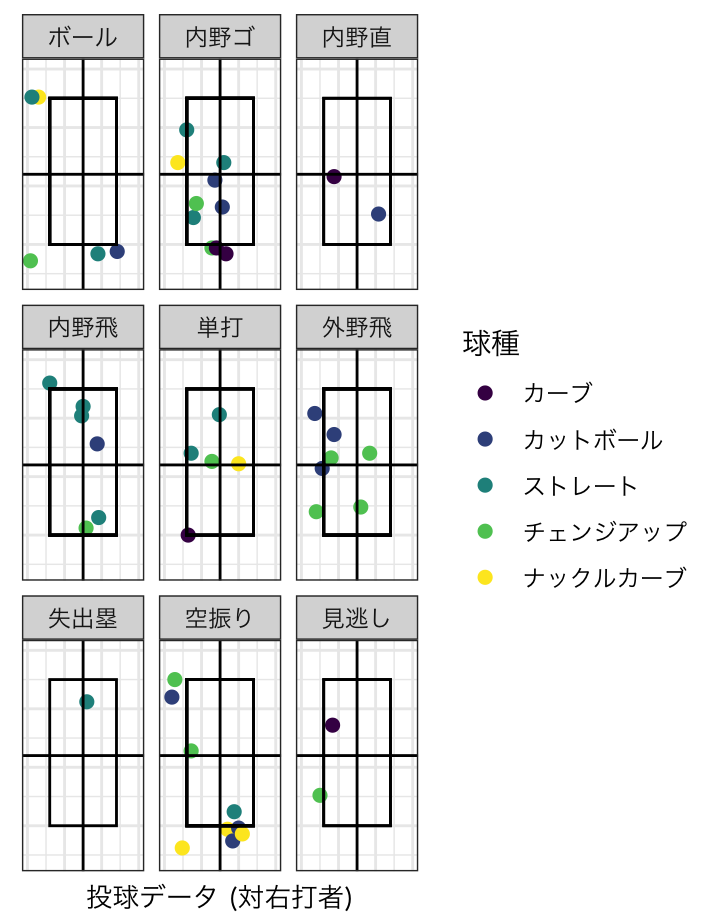 ボール
内野ゴ
内野直
内野飛
単打
外野飛
失出塁
空振り
見逃し
球種
カーブ
カットボール
ストレート
チェンジアップ
ナックルカーブ
投球データ (対右打者)